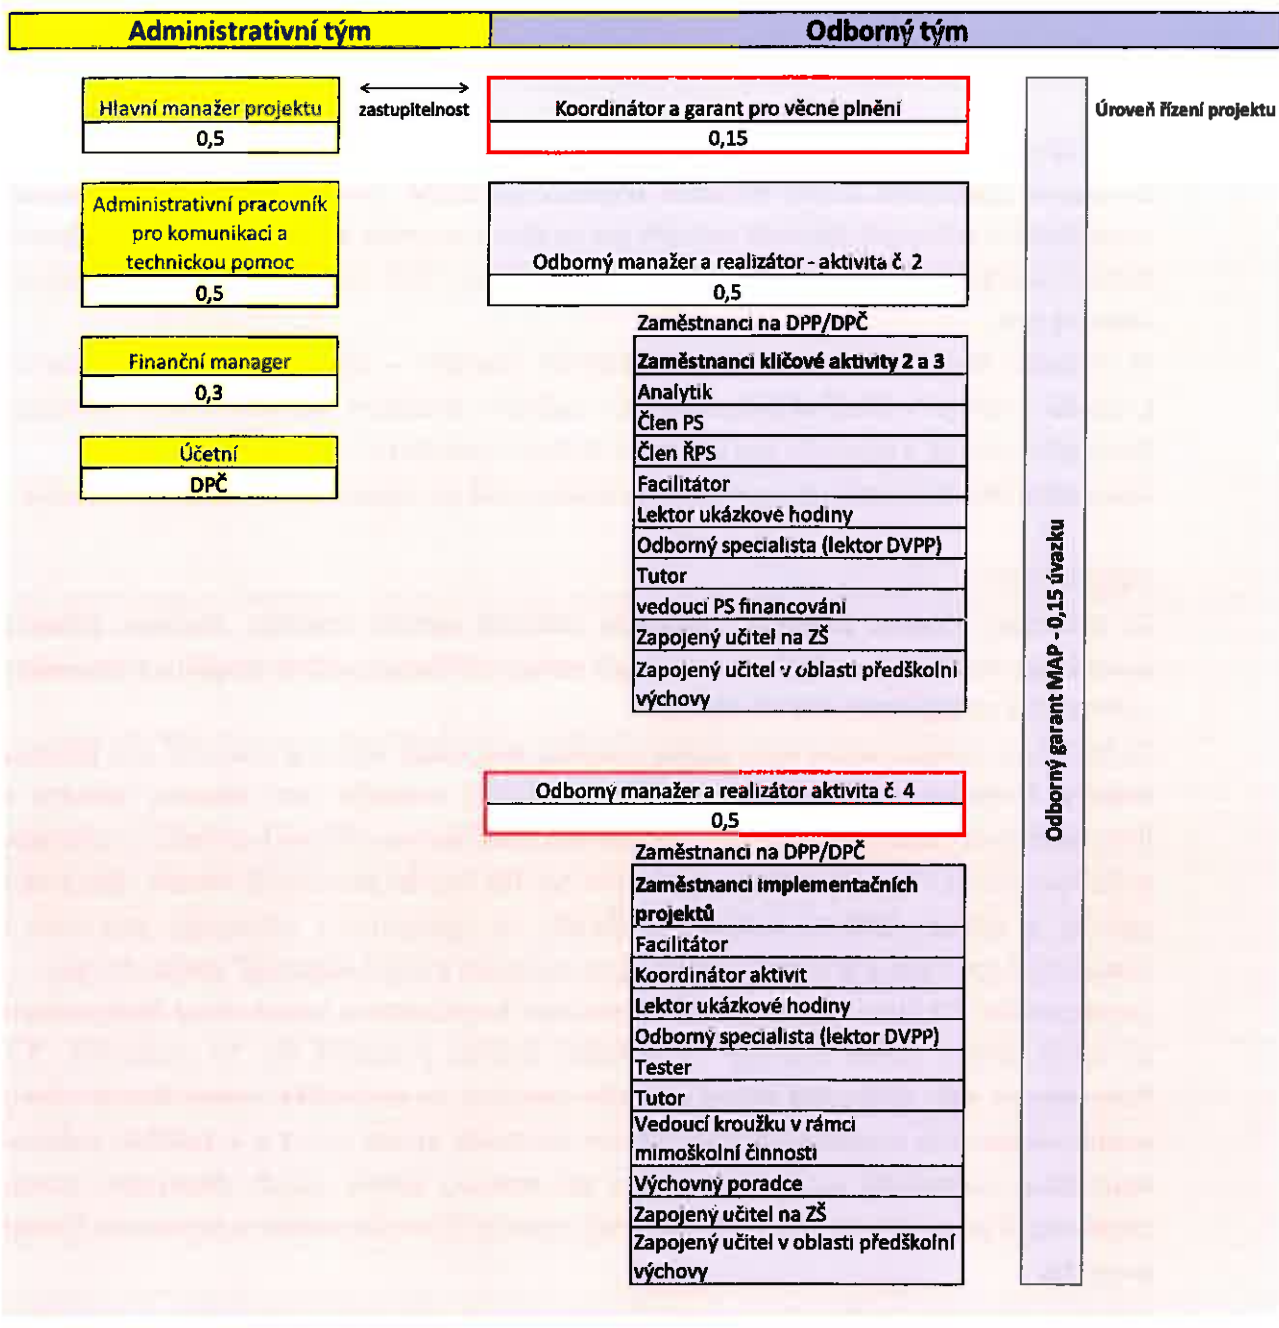 Administrativní tým
Odborný tým
Hlavní manažer projektu
0,5
zastupitelnost
Koordinátor a garant pro věcné plnění
0,15
Úroveň řízení projektu
Administrativní pracovník
pro komunikaci a
technickou pomoc
0,5
Odborný manažer a realizátor - aktivita č. 2
0,5
Finanční manager
0,3
Účetní
DPČ
Zaměstnanci na DPP/DPČ
Zaměstnanci klíčové aktivity 2 a 3
Analytik
Člen PS
Člen ŘPS
Facilitátor
Lektor ukázkové hodiny
Odborný specialista (lektor DVPP)
Tutor
vedoucí PS financování
Zapojený učitel na ZŠ
Zapojený učitel v oblasti předškolní
výchovy
Odborný manažer a realizátor aktivita č. 4
0,5
Zaměstnanci na DPP/DPČ
Zaměstnanci implementačních
projektů
Facilitátor
Koordinátor aktivit
Lektor ukázkové hodiny
Odborný specialista (lektor DVPP)
Tester
Tutor
Vedoucí kroužku v rámci
mimoškolní činnosti
Výchovný poradce
Zapojený učitel na ZŠ
Zapojený učitel v oblasti předškolní
výchovy
Odborný garant MAP - 0,15 úvazku